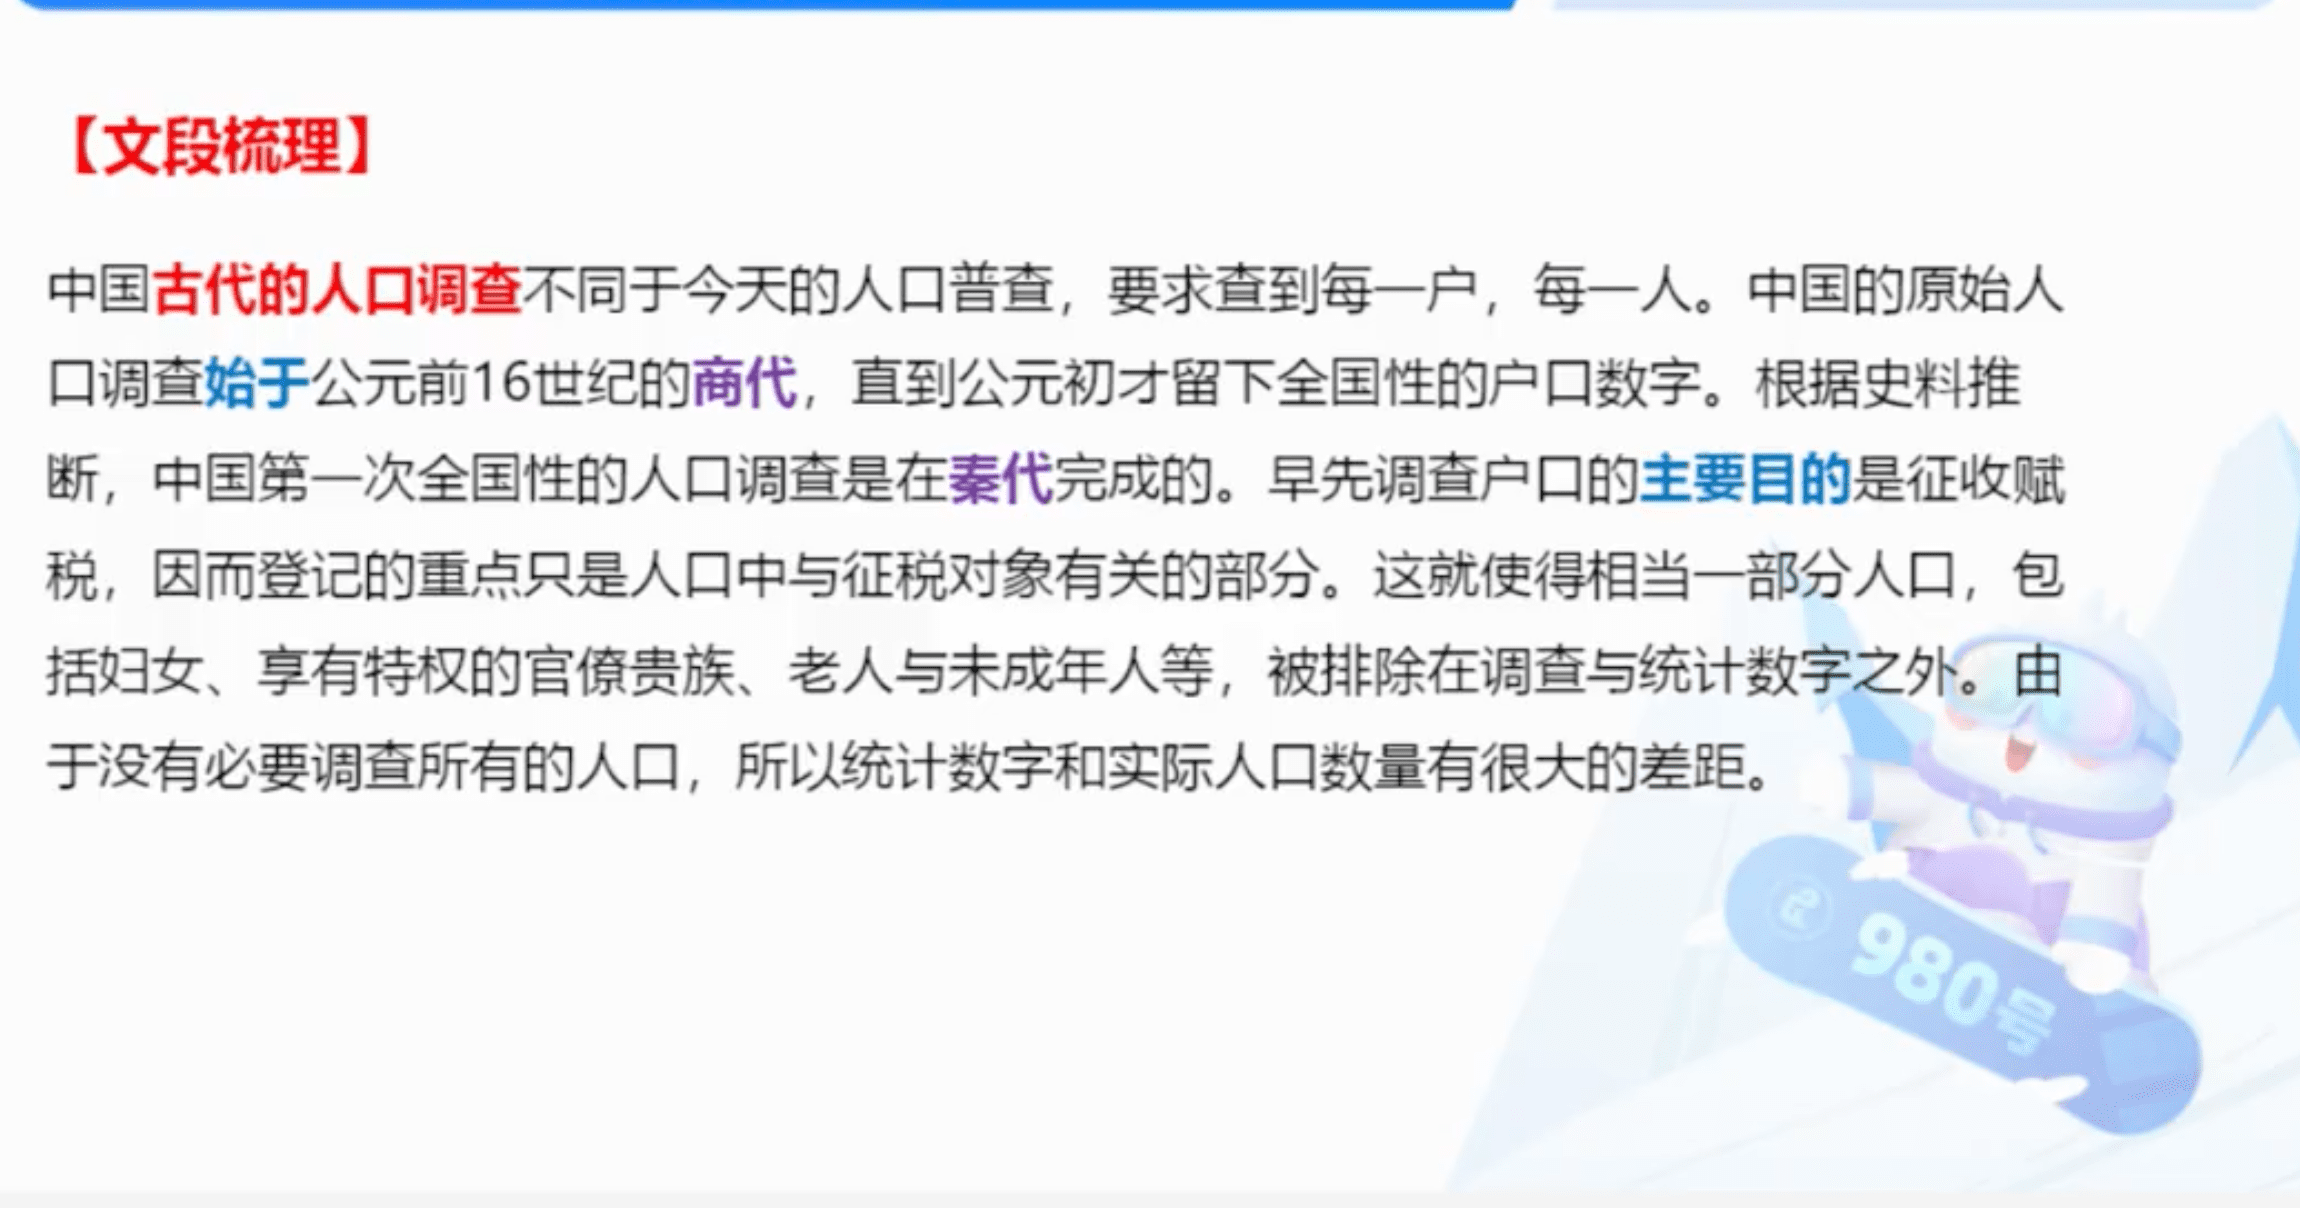 【文段梳理】
中国古代的人口调查不同于今天的人口普查，要求查到每一户，每一人。中国的原始人
口调查始于公元前16世纪的商代，直到公元初才留下全国性的户口数字。根据史料推
断，中国第一次全国性的人口调查是在秦代完成的。早先调查户口的主要目的是征收赋
税，因而登记的重点只是人口中与征税对象有关的部分。这就使得相当一部分人口，包
括妇女、享有特权的官僚贵族、老人与未成年人等，被排除在调查与统计数字之外。由
于没有必要调查所有的人口，所以统计数字和实际人口数量有很大的差距。
980号